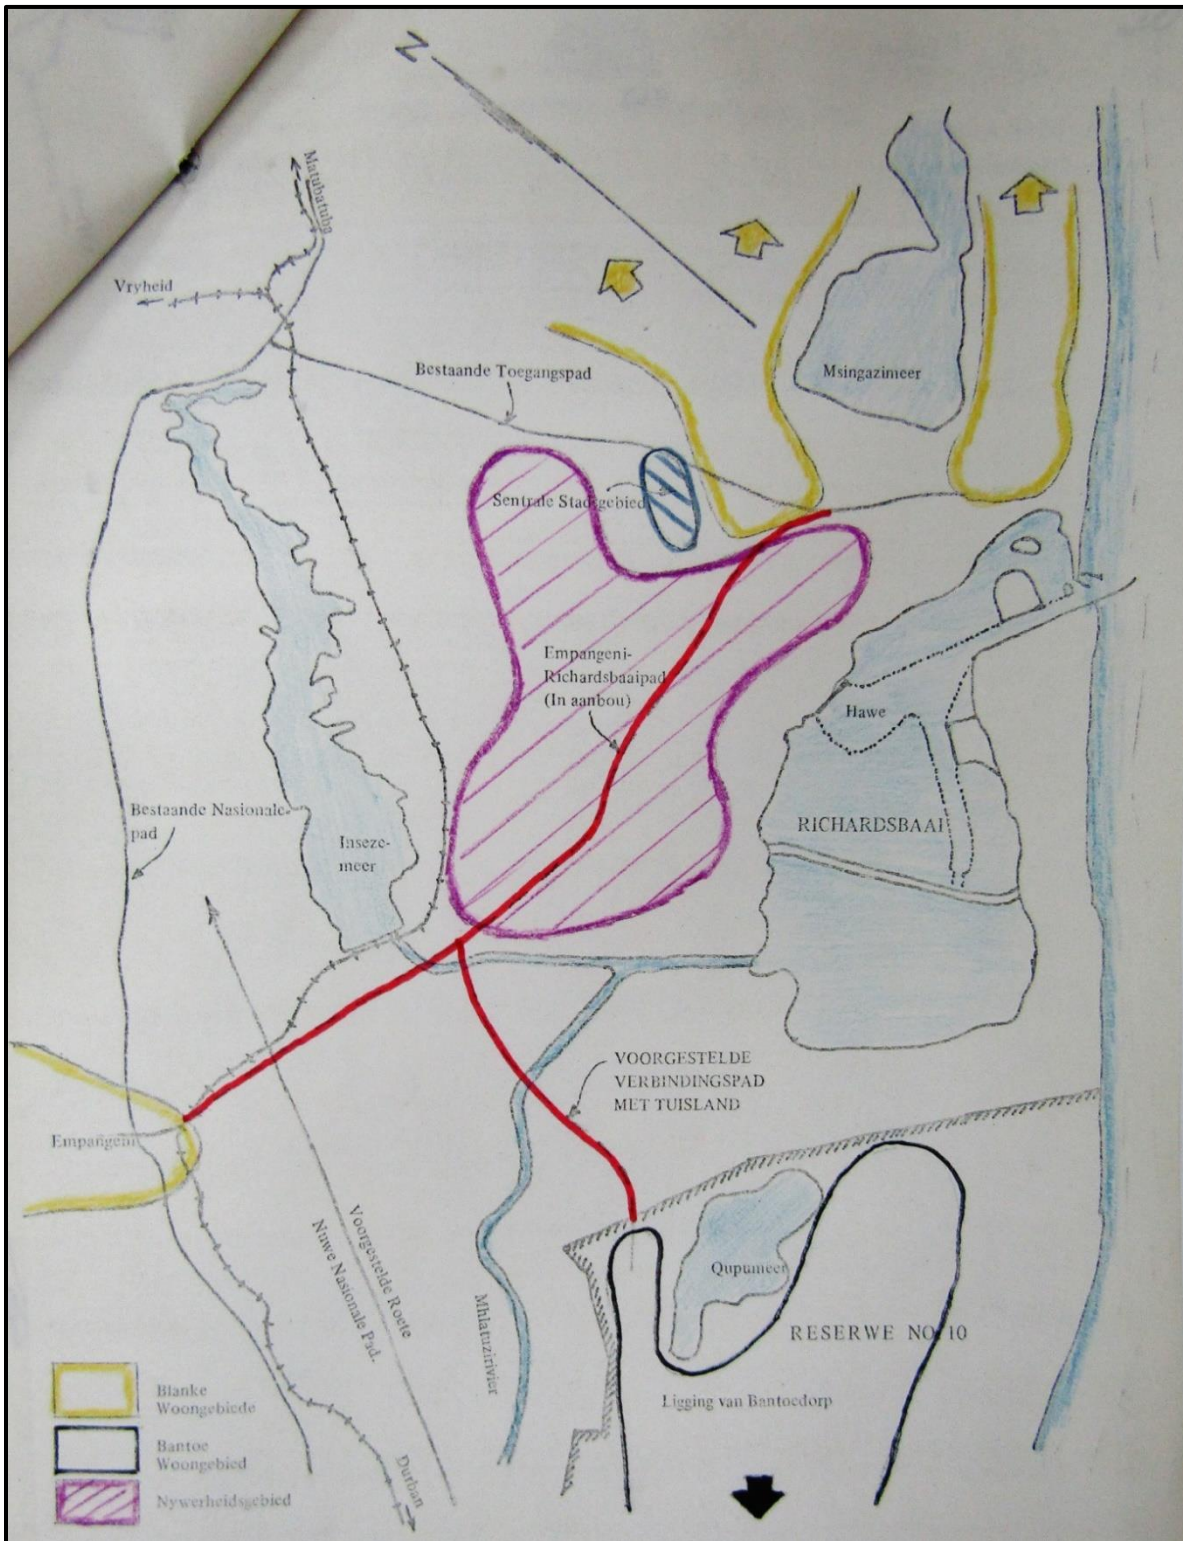 N
Matubatuba
Vryheid
Bestaande Toegangspad
Msingazimeer
Sentrale Stadsgebied
Empangeni-
Richardsbaaipad
(In aanbou)
Hawe
Bestaande Nasionale-
pad
Inseze-
meer
RICHARDSBAAI
VOORGESTELDE
VERBINDINGSPAD
MET TUISLAND
Empangeni
Voorgestelde Roete
Nuwe Nasionale Pad.
Mhlatuzirivier
Qupumeer
RESERWE NO 10
Ligging van Bantoedorp
Durban
Blanke
Woongebiede
Bantoe
Woongebied
Nywerheidsgebied